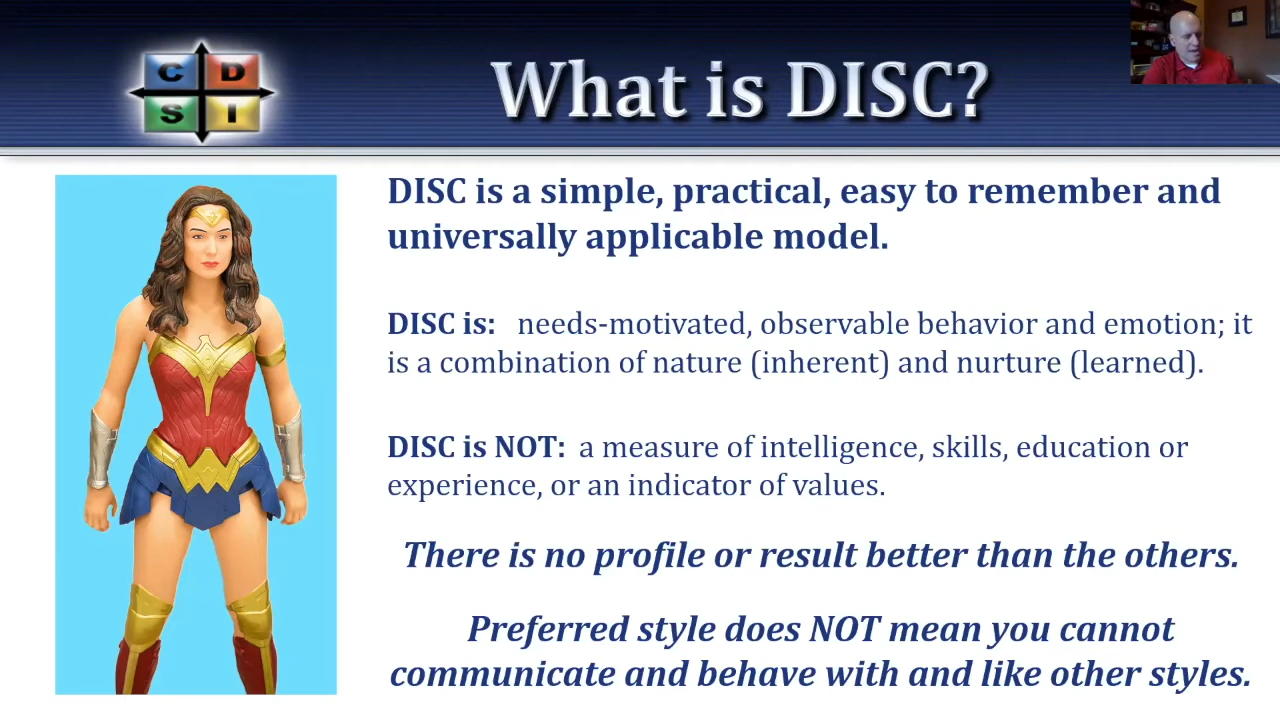 C D
S I
What is DISC?
DISC is a simple, practical, easy to remember and
universally applicable model.
DISC is: needs-motivated, observable behavior and emotion; it
is a combination of nature (inherent) and nurture (learned).
DISC is NOT: a measure of intelligence, skills, education or
experience, or an indicator of values.
There is no profile or result better than the others.
Preferred style does NOT mean you cannot
communicate and behave with and like other styles.